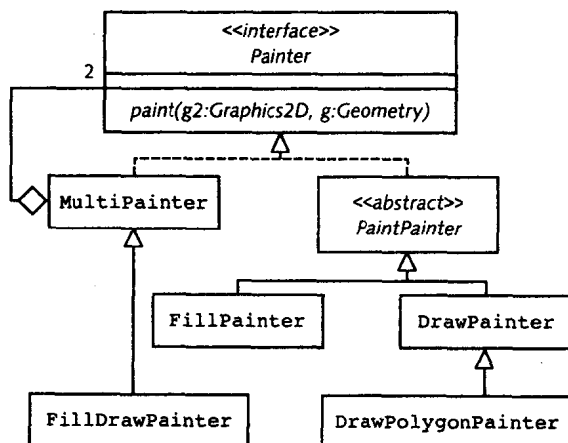 <<interface>>
Painter
2
paint(g2:Graphics2D, g:Geometry)
MultiPainter
<<abstract>>
PaintPainter
FillPainter
DrawPainter
FillDrawPainter
DrawPolygonPainter